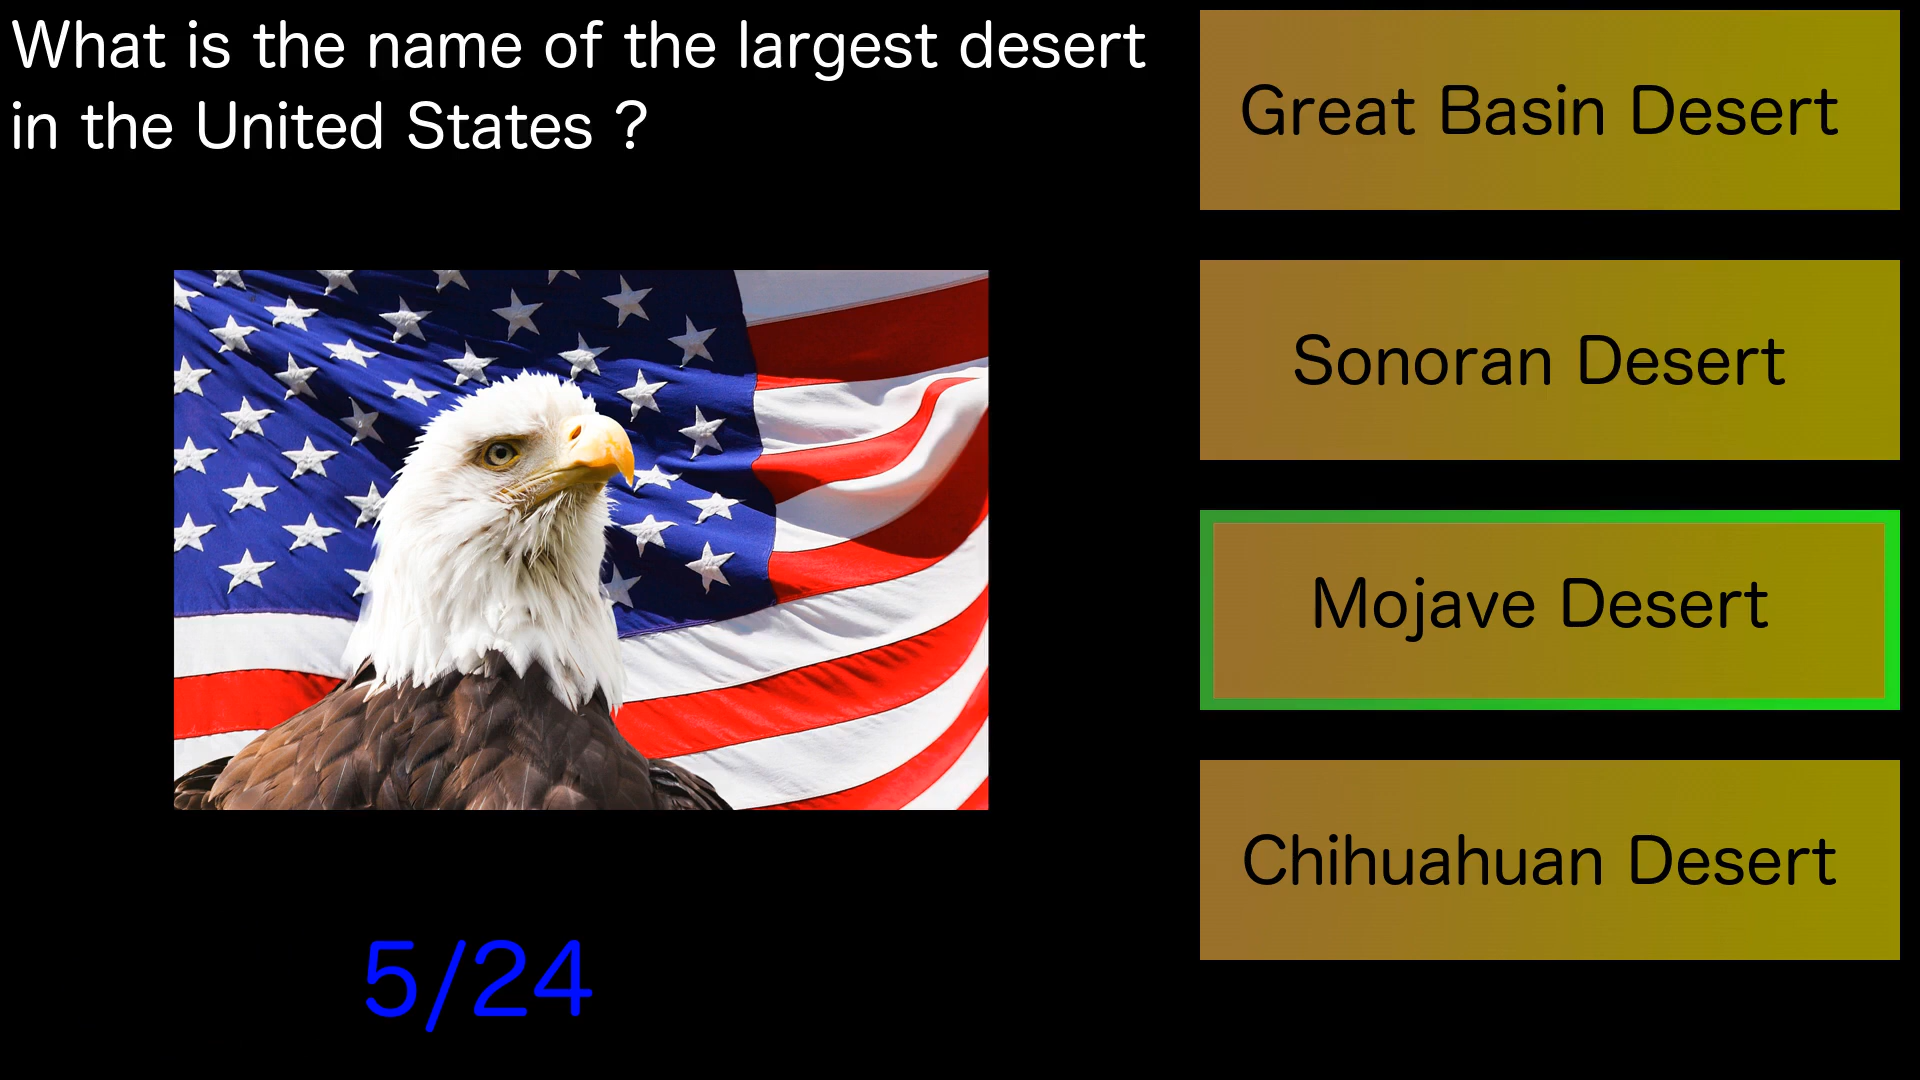 What is the name of the largest desert
in the United States ?
Great Basin Desert
Sonoran Desert
Mojave Desert
Chihuahuan Desert
5/24